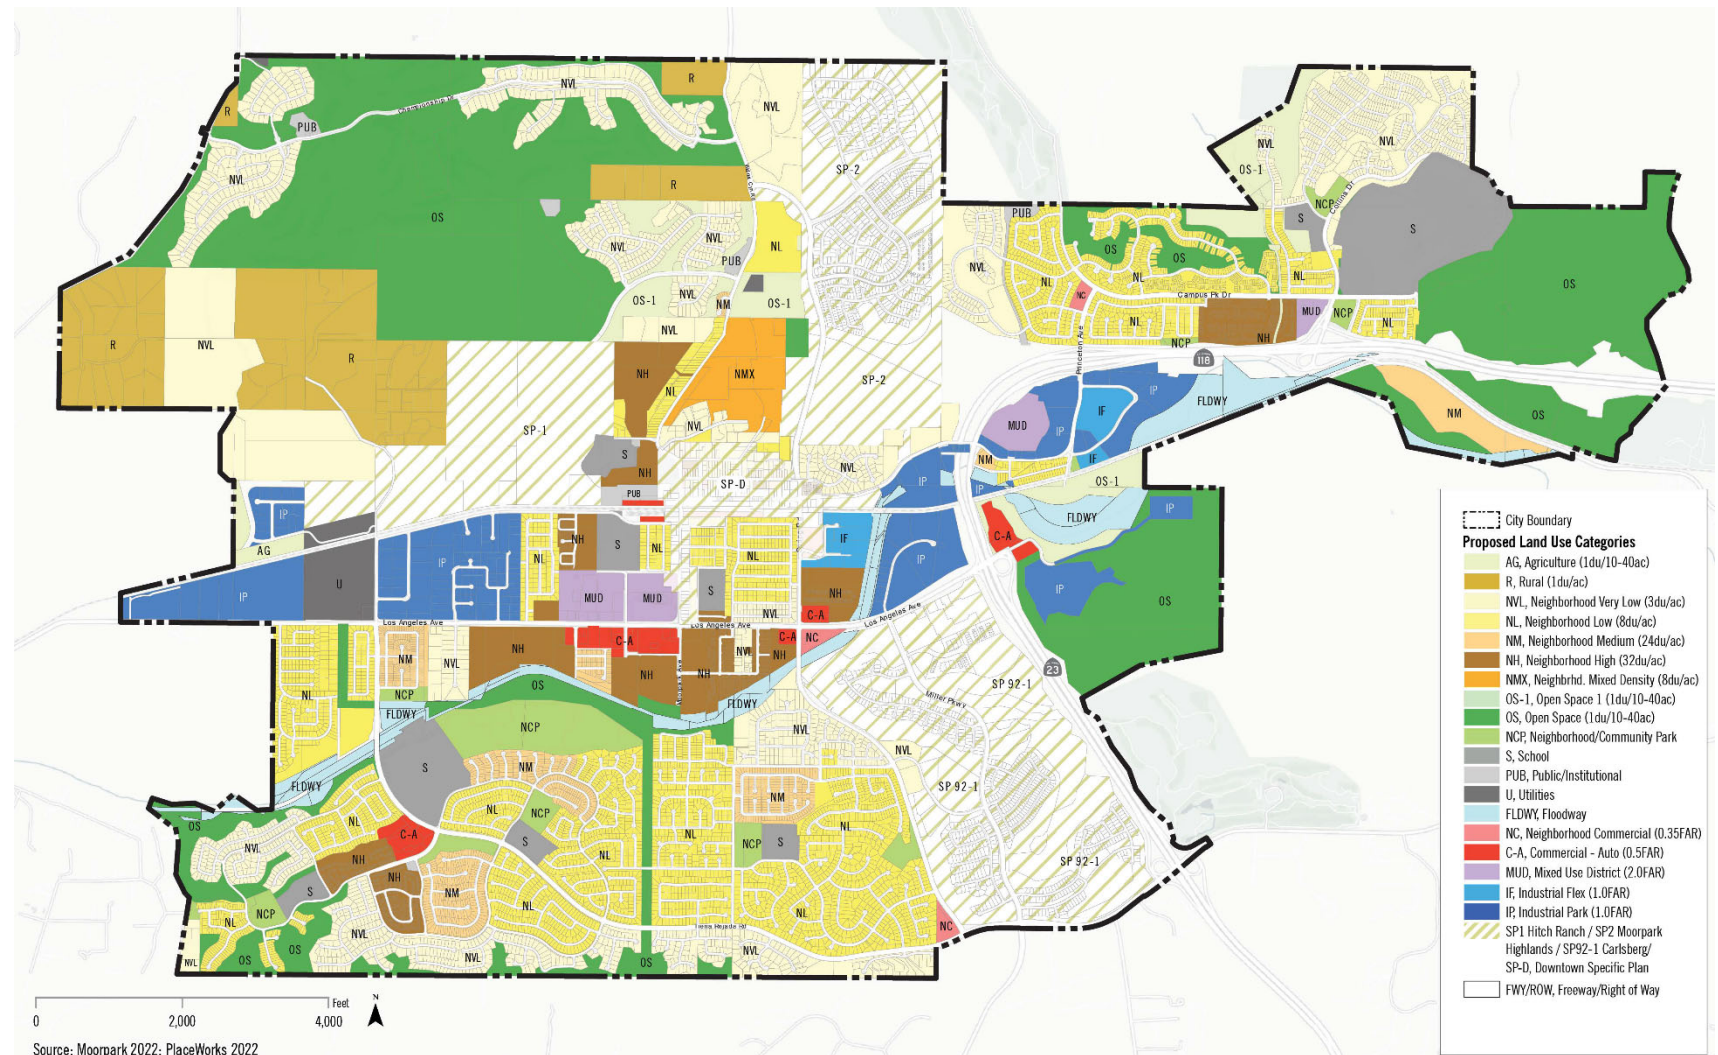 R
NVL
NVL
R
PUB
Championship Dr
SP-2
NVL
NVL
OS-1
NVL
R
OS
NCP
Collins Dr
S
S
PUB
NVL
NVL
PUB
NL
OS
OS
NL
NL
NVL
NL
OS
OS-1
NVL
NM
OS-1
NC
Campus Pk Dr
MUD
NCP
NL
NVL
NL
NCP
NH
Princeton Ave
118
R
NVL
R
NH
NL
NMX
SP-2
IP
IF
FLDWY
NM
OS
SP-1
NVL
MUD
IP
S
NH
SP-D
NVL
NM
IF
OS-1
PUB
IP
IP
IP
AG
FLDWY
IP
C-A
IP
U
IP
NL
NH
S
NL
NL
IF
IP
IP
OS
MUD
MUD
S
NH
NVL
C-A
Los Angeles Ave
Los Angeles Ave
Los Angeles Ave
C-A
C-A
NC
NL
NM
NVL
NH
NH
NH
NVL
NH
23
SP 92-1
NCP
OS
Miller Pkwy
FLDWY
FLDWY
NCP
NVL
NVL
S
NM
SP 92-1
FLDWY
NL
NCP
NM
OS
C-A
S
NL
NCP
S
NL
NVL
NH
SP 92-1
S
NH
NM
NL
NL
NCP
NL
NC
Tierra Rejada Rd
NVL
OS
OS
NVL
NVL
OS
NVL
City Boundary
Proposed Land Use Categories
AG, Agriculture (1du/10-40ac)
R, Rural (1du/ac)
NVL, Neighborhood Very Low (3du/ac)
NL, Neighborhood Low (8du/ac)
NM, Neighborhood Medium (24du/ac)
NH, Neighborhood High (32du/ac)
NMX, Neighbrhd. Mixed Density (8du/ac)
OS-1, Open Space 1 (1du/10-40ac)
OS, Open Space (1du/10-40ac)
NCP, Neighborhood/Community Park
S, School
PUB, Public/Institutional
U, Utilities
FLDWY, Floodway
NC, Neighborhood Commercial (0.35FAR)
C-A, Commercial - Auto (0.5FAR)
MUD, Mixed Use District (2.0FAR)
IF, Industrial Flex (1.0FAR)
IP, Industrial Park (1.0FAR)
SP1 Hitch Ranch / SP2 Moorpark
Highlands / SP92-1 Carlsberg/
SP-D, Downtown Specific Plan
FWY/ROW, Freeway/Right of Way
Feet
0
2,000
4,000
N
Source: Moorpark 2022; PlaceWorks 2022